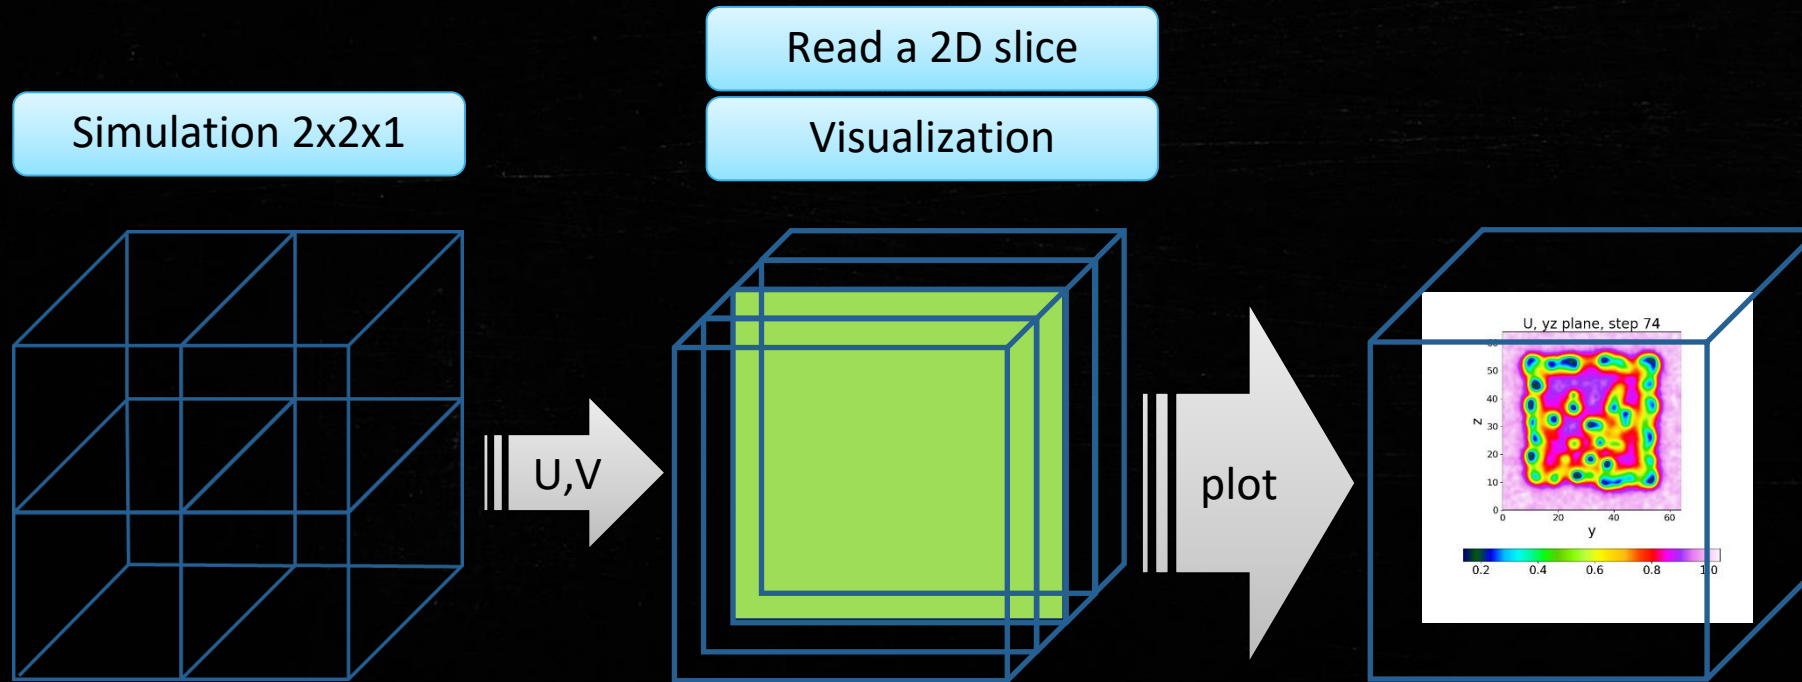 Read a 2D slice
Simulation 2x2x1
Visualization
U,V
plot
U, yz plane, step 74
60
50
40
30
20
10
0
z
0 20 40 60
y
0.2 0.4 0.6 0.8 1.0